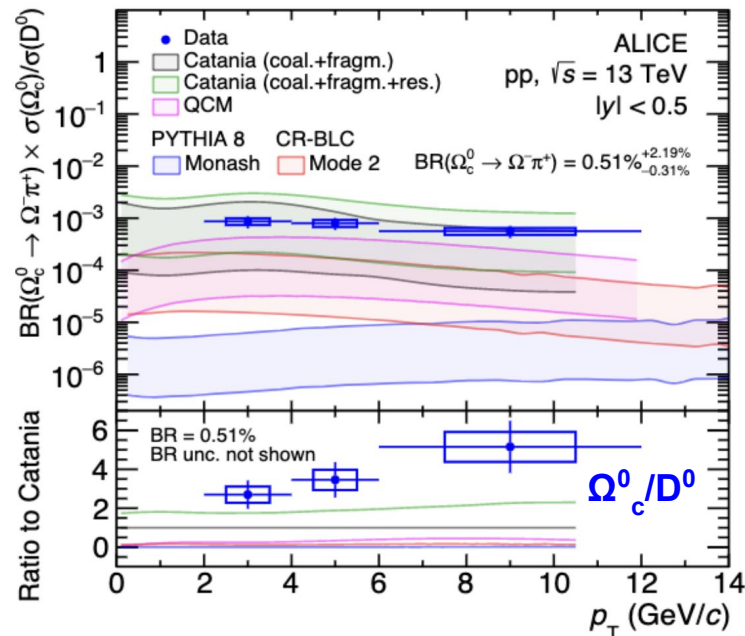 BR(Ω⁰c → Ω⁻π⁺) × σ(Ω⁰c)/σ(D⁰)
1
10⁻¹
10⁻²
10⁻³
10⁻⁴
10⁻⁵
10⁻⁶
Data
Catania (coal.+fragm.)
Catania (coal.+fragm.+res.)
QCM
PYTHIA 8 CR-BLC
Monash Mode 2
ALICE
pp, √s = 13 TeV
|y| < 0.5
BR(Ω⁰c → Ω⁻π⁺) = 0.51% +2.19% −0.31%
Ratio to Catania
6
4
2
0
BR = 0.51%
BR unc. not shown
Ω⁰c/D⁰
0 2 4 6 8 10 12 14
pT (GeV/c)